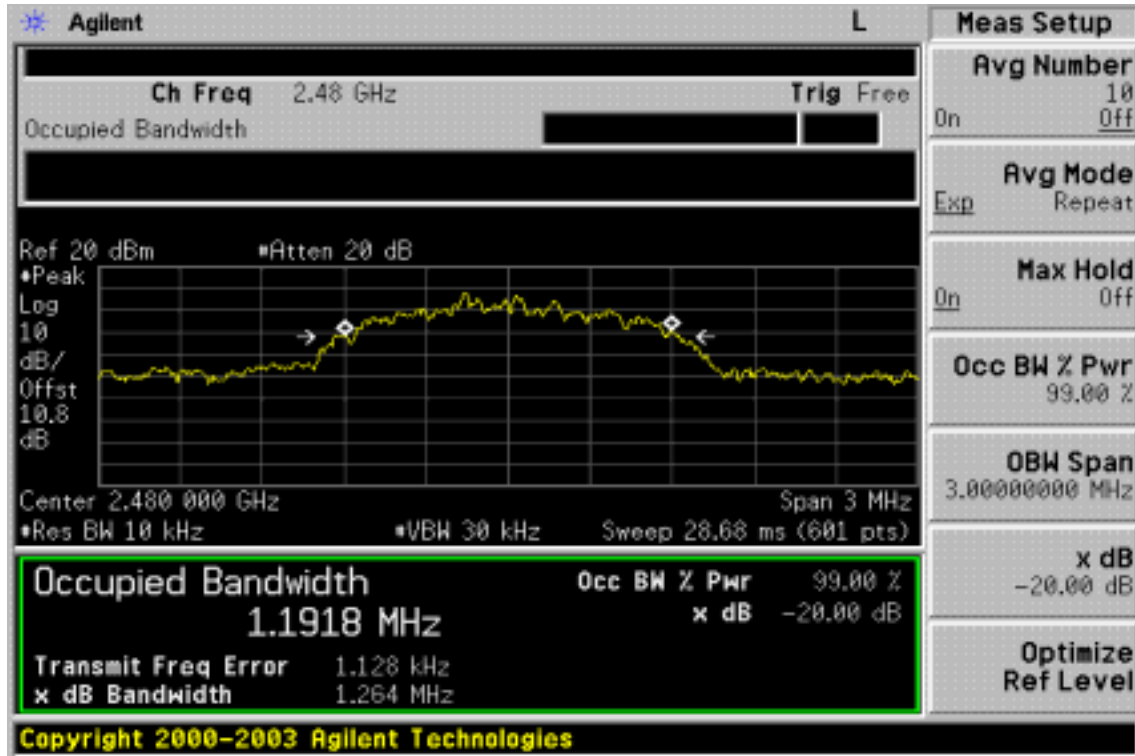 Agilent L Meas Setup
Ch Freq 2.48 GHz Trig Free
Occupied Bandwidth
Avg Number
10
On Off
Avg Mode
Exp Repeat
Max Hold
On Off
Occ BW % Pwr
99.00 %
OBW Span
3.00000000 MHz
x dB
-20.00 dB
Optimize
Ref Level
Ref 20 dBm #Atten 20 dB
#Peak
Log
10
dB/
Offst
10.8
dB
Center 2.480 000 GHz Span 3 MHz
#Res BW 10 kHz #VBW 30 kHz Sweep 28.68 ms (601 pts)
Occupied Bandwidth Occ BW % Pwr 99.00 %
1.1918 MHz x dB -20.00 dB
Transmit Freq Error 1.128 kHz
x dB Bandwidth 1.264 MHz
Copyright 2000-2003 Agilent Technologies